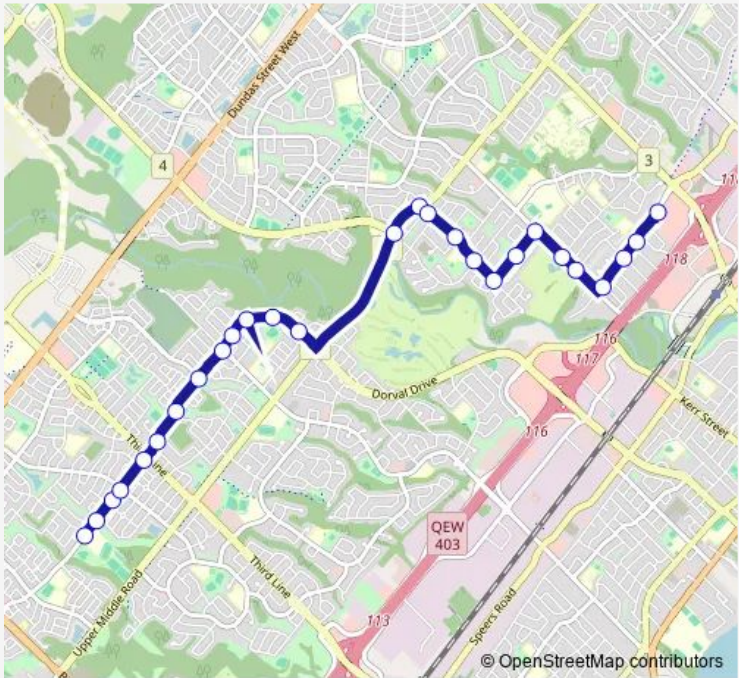 Dundas Street West
4
3
118
116
117
Dorval Drive
116
Kerr Street
Third Line
QEW
403
Upper Middle Road
Third Line
113
Speers Road
© OpenStreetMap contributors